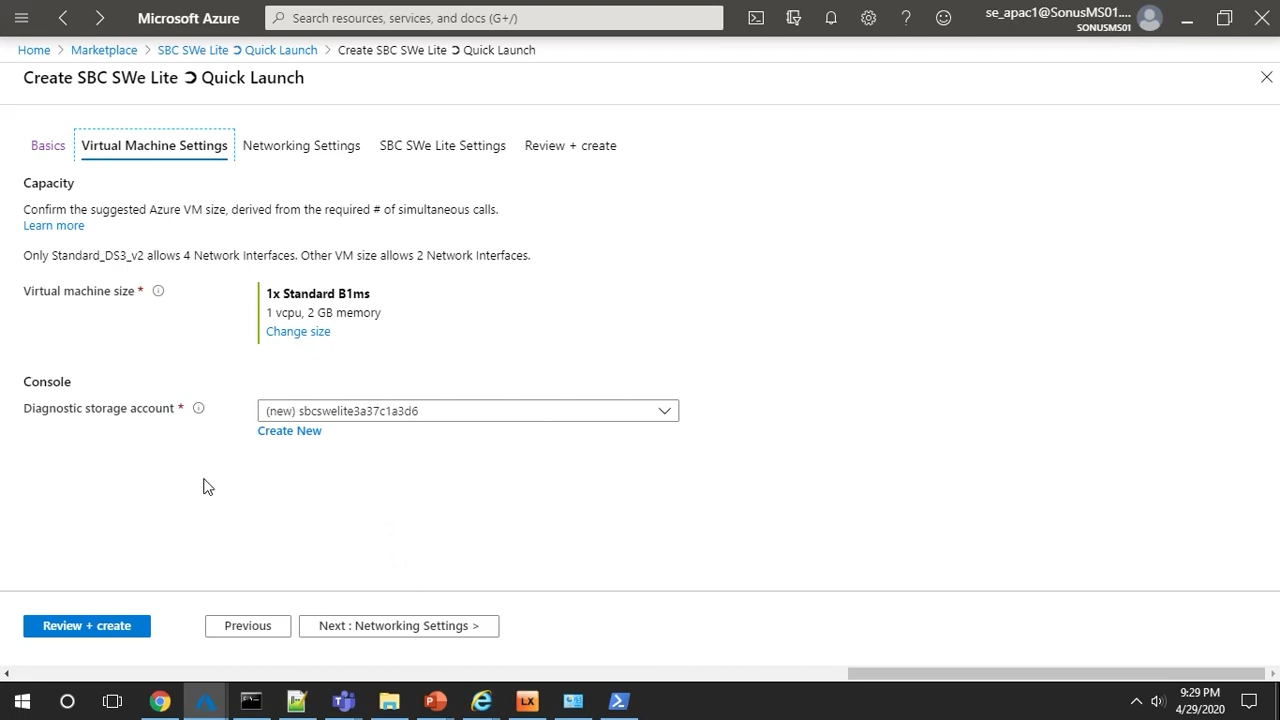 Microsoft Azure
Search resources, services, and docs (G+/)
se_apac1@SonusMS01....
SONUSMS01
Home > Marketplace > SBC SWe Lite Ɔ Quick Launch > Create SBC SWe Lite Ɔ Quick Launch
Create SBC SWe Lite Ɔ Quick Launch
Basics
Virtual Machine Settings
Networking Settings
SBC SWe Lite Settings
Review + create
Capacity
Confirm the suggested Azure VM size, derived from the required # of simultaneous calls.
Learn more
Only Standard_DS3_v2 allows 4 Network Interfaces. Other VM size allows 2 Network Interfaces.
Virtual machine size *
1x Standard B1ms
1 vcpu, 2 GB memory
Change size
Console
Diagnostic storage account *
(new) sbcswelite3a37c1a3d6
Create New
Review + create
Previous
Next : Networking Settings >
LX
9:29 PM
4/29/2020